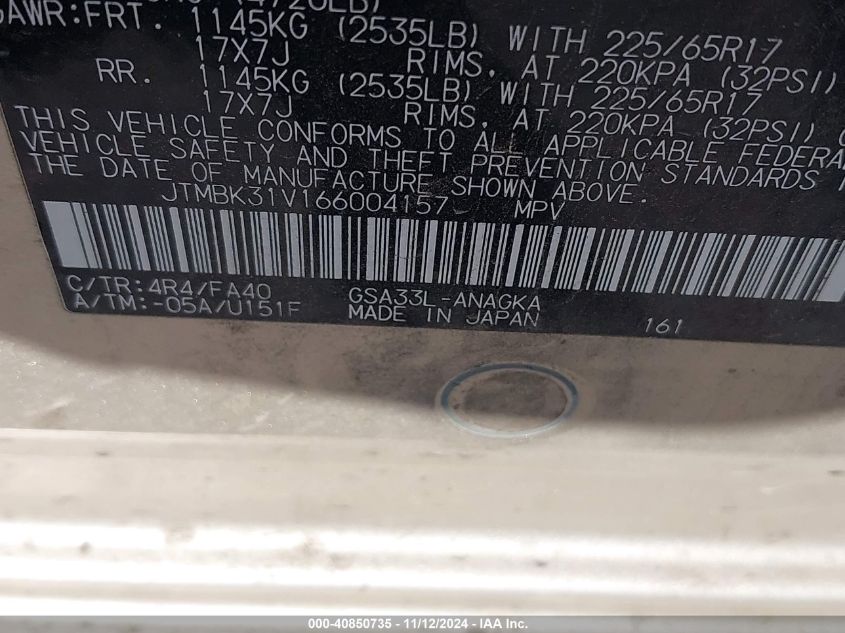 GAWR:FRT. 1145KG (2535LB) WITH 225/65R17
17X7J RIMS, AT 220KPA (32PSI)
RR. 1145KG (2535LB) WITH 225/65R17
17X7J RIMS, AT 220KPA (32PSI)
THIS VEHICLE CONFORMS TO ALL APPLICABLE
VEHICLE SAFETY AND THEFT PREVENTION STANDARDS
THE DATE OF MANUFACTURE SHOWN ABOVE.
JTMBK31V166004157 MPV
C/TR:4R4/FA40 GSA33L-ANAGKA
A/TM:-05A/U151F MADE IN JAPAN 161
000-40850735 - 11/12/2024 - IAA Inc.